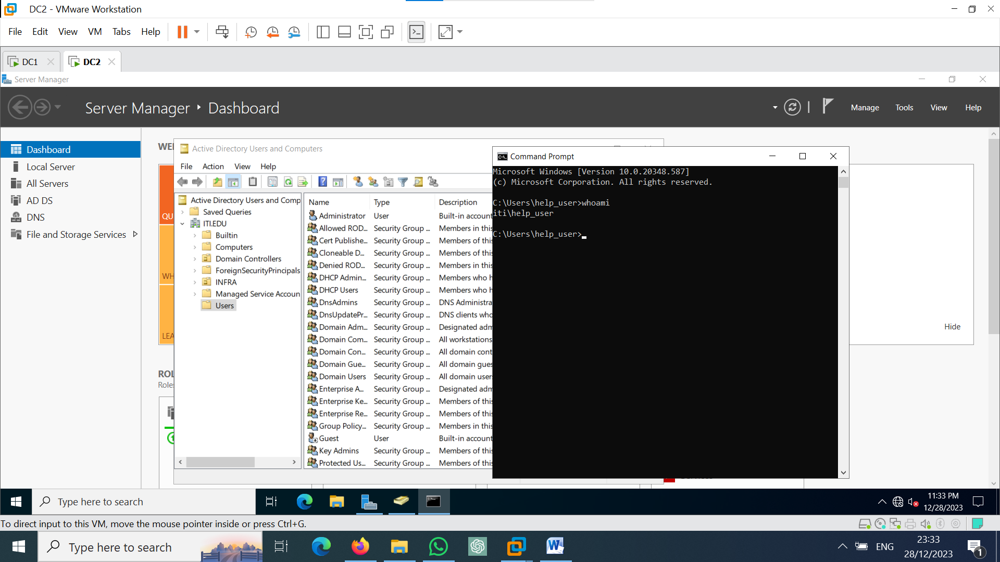 DC2 - VMware Workstation
File Edit View VM Tabs Help
DC1
DC2
Server Manager
Server Manager Dashboard
Manage Tools View Help
Dashboard
Local Server
All Servers
AD DS
DNS
File and Storage Services
WEL
QU
WH
LEA
Hide
ROL
Roles
Active Directory Users and Computers
File Action View Help
Active Directory Users and Comp
Saved Queries
ITI.EDU
Builtin
Computers
Domain Controllers
ForeignSecurityPrincipals
INFRA
Managed Service Accoun
Users
Name Type Description
Administrator User Built-in account
Allowed ROD... Security Group ... Members in this
Cert Publishe... Security Group ... Members of this
Cloneable D... Security Group ... Members of this
Denied ROD... Security Group ... Members in this
DHCP Admin... Security Group ... Members who h
DHCP Users Security Group ... Members who h
DnsAdmins Security Group ... DNS Administra
DnsUpdatePr... Security Group ... DNS clients who
Domain Adm... Security Group ... Designated adm
Domain Com... Security Group ... All workstations
Domain Con... Security Group ... All domain cont
Domain Gue... Security Group ... All domain gues
Domain Users Security Group ... All domain user
Enterprise A... Security Group ... Designated adm
Enterprise Ke... Security Group ... Members of this
Enterprise Re... Security Group ... Members of this
Group Policy... Security Group ... Members in this
Guest User Built-in account
Key Admins Security Group ... Members of this
Protected Us... Security Group ... Members of this
Command Prompt
Microsoft Windows [Version 10.0.20348.587]
(c) Microsoft Corporation. All rights reserved.
C:\Users\help_user>whoami
iti\help_user
C:\Users\help_user>
Type here to search
11:33 PM
12/28/2023
To direct input to this VM, move the mouse pointer inside or press Ctrl+G.
Type here to search
ENG
23:33
28/12/2023
1